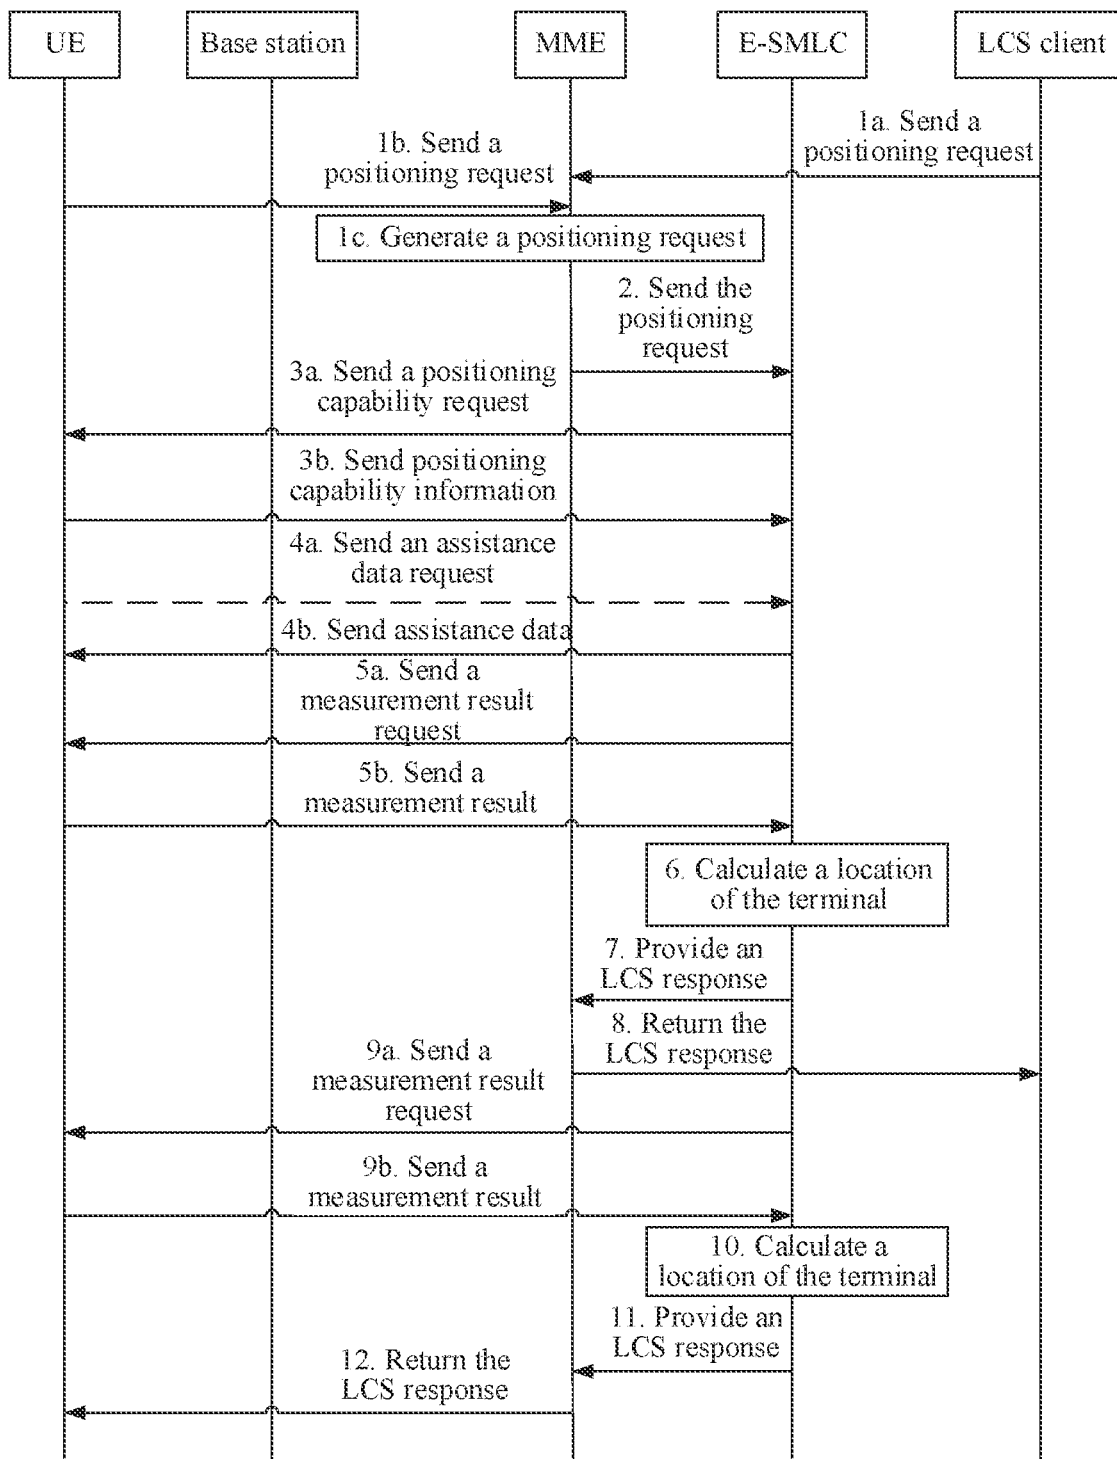 UE
Base station
MME
E-SMLC
LCS client
1a. Send a
positioning request
1b. Send a
positioning request
1c. Generate a positioning request
2. Send the
positioning
request
3a. Send a positioning
capability request
3b. Send positioning
capability information
4a. Send an assistance
data request
4b. Send assistance data
5a. Send a
measurement result
request
5b. Send a
measurement result
6. Calculate a location
of the terminal
7. Provide an
LCS response
8. Return the
LCS response
9a. Send a
measurement result
request
9b. Send a
measurement result
10. Calculate a
location of the terminal
11. Provide an
LCS response
12. Return the
LCS response